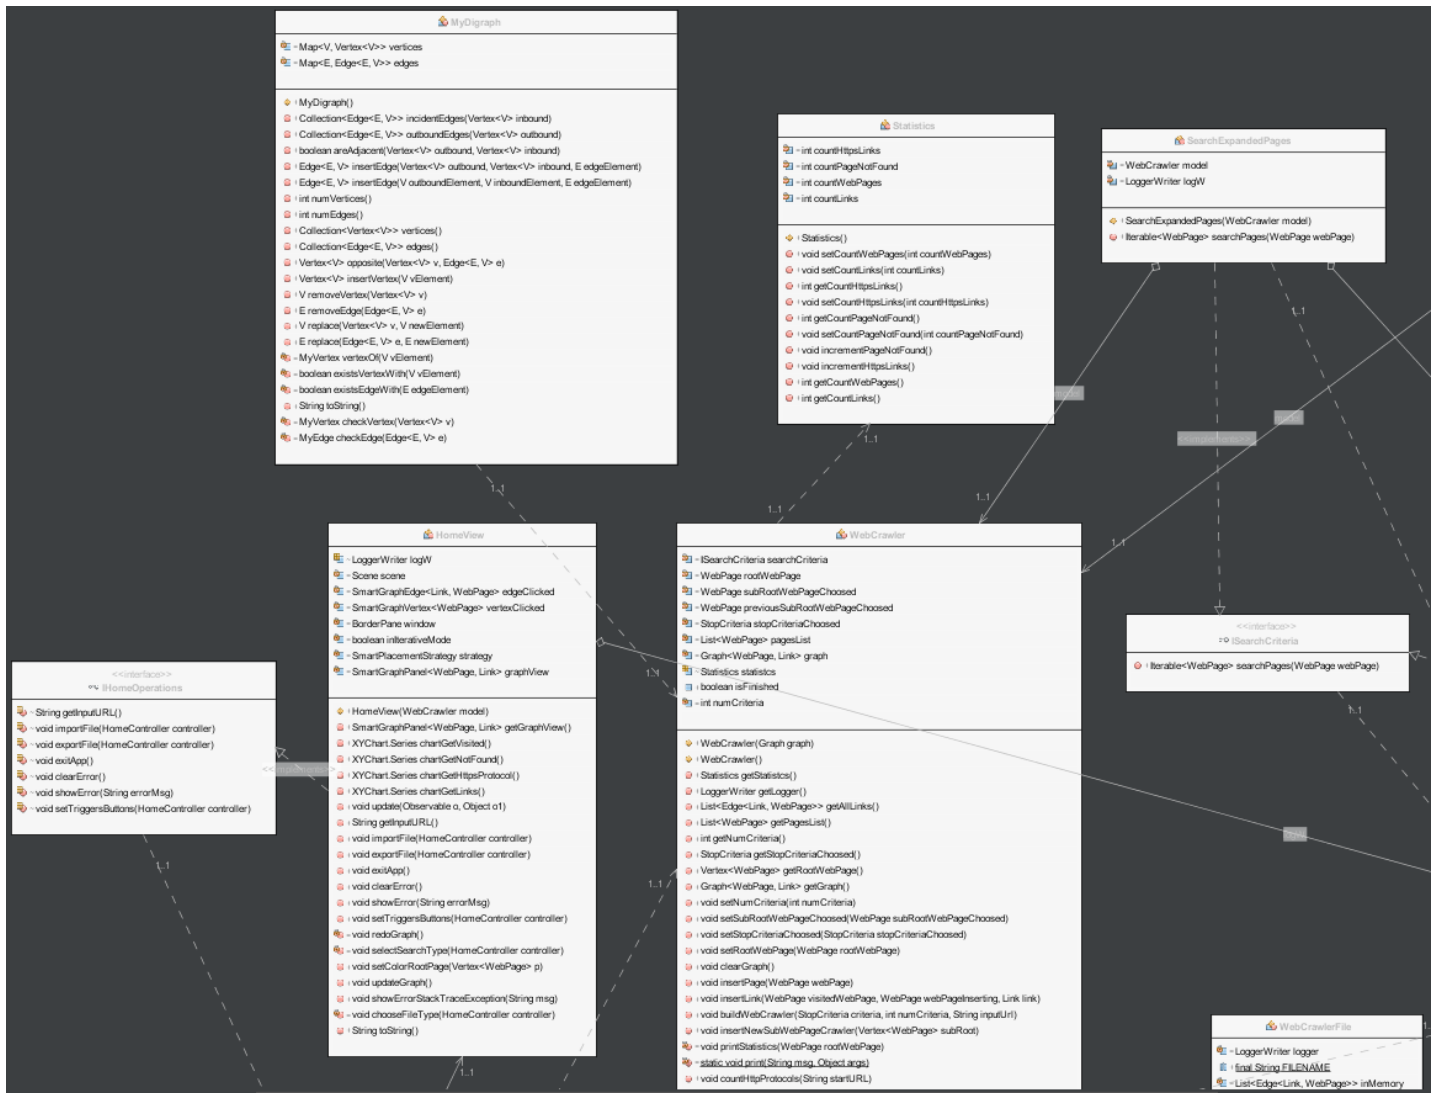 MyDigraph
Map<V, Vertex<V>> vertices
Map<E, Edge<E, V>> edges
MyDigraph()
Collection<Edge<E, V>> incidentEdges(Vertex<V> inbound)
Collection<Edge<E, V>> outboundEdges(Vertex<V> outbound)
boolean areAdjacent(Vertex<V> outbound, Vertex<V> inbound)
Edge<E, V> insertEdge(Vertex<V> outbound, Vertex<V> inbound, E edgeElement)
Edge<E, V> insertEdge(V outboundElement, V inboundElement, E edgeElement)
int numVertices()
int numEdges()
Collection<Vertex<V>> vertices()
Collection<Edge<E, V>> edges()
Vertex<V> opposite(Vertex<V> v, Edge<E, V> e)
Vertex<V> insertVertex(V vElement)
V removeVertex(Vertex<V> v)
E removeEdge(Edge<E, V> e)
V replace(Vertex<V> v, V newElement)
E replace(Edge<E, V> e, E newElement)
MyVertex vertexOf(V vElement)
boolean existsVertexWith(V vElement)
boolean existsEdgeWith(E edgeElement)
String toString()
MyVertex checkVertex(Vertex<V> v)
MyEdge checkEdge(Edge<E, V> e)
Statistics
int countHttpsLinks
int countPageNotFound
int countWebPages
int countLinks
Statistics()
void setCountWebPages(int countWebPages)
void setCountLinks(int countLinks)
int getCountHttpsLinks()
void setCountHttpsLinks(int countHttpsLinks)
int getCountPageNotFound()
void setCountPageNotFound(int countPageNotFound)
void incrementPageNotFound()
void incrementHttpsLinks()
int getCountWebPages()
int getCountLinks()
SearchExpandedPages
WebCrawler model
LoggerWriter logW
SearchExpandedPages(WebCrawler model)
Iterable<WebPage> searchPages(WebPage webPage)
1..1
model
model
<<implements>>
1..1
1..1
1..1
1..1
1..1
HomeView
LoggerWriter logW
Scene scene
SmartGraphEdge<Link, WebPage> edgeClicked
SmartGraphVertex<WebPage> vertexClicked
BorderPane window
boolean inIterativeMode
SmartPlacementStrategy strategy
SmartGraphPanel<WebPage, Link> graphView
HomeView(WebCrawler model)
SmartGraphPanel<WebPage, Link> getGraphView()
XYChart.Series chartGetVisited()
XYChart.Series chartGetNotFound()
XYChart.Series chartGetHttpsProtocol()
XYChart.Series chartGetLinks()
void update(Observable o, Object o1)
String getInputURL()
void importFile(HomeController controller)
void exportFile(HomeController controller)
void exitApp()
void clearError()
void showError(String errorMsg)
void setTriggersButtons(HomeController controller)
void redoGraph()
void selectSearchType(HomeController controller)
void setColorRootPage(Vertex<WebPage> p)
void updateGraph()
void showErrorStackTraceException(String msg)
void chooseFileType(HomeController controller)
String toString()
WebCrawler
ISearchCriteria searchCriteria
WebPage rootWebPage
WebPage subRootWebPageChoosed
WebPage previousSubRootWebPageChoosed
StopCriteria stopCriteriaChoosed
List<WebPage> pagesList
Graph<WebPage, Link> graph
Statistics statistcs
boolean isFinished
int numCriteria
WebCrawler(Graph graph)
WebCrawler()
Statistics getStatistcs()
LoggerWriter getLogger()
List<Edge<Link, WebPage>> getAllLinks()
List<WebPage> getPagesList()
int getNumCriteria()
StopCriteria getStopCriteriaChoosed()
Vertex<WebPage> getRootWebPage()
Graph<WebPage, Link> getGraph()
void setNumCriteria(int numCriteria)
void setSubRootWebPageChoosed(WebPage subRootWebPageChoosed)
void setStopCriteriaChoosed(StopCriteria stopCriteriaChoosed)
void setRootWebPage(WebPage rootWebPage)
void clearGraph()
void insertPage(WebPage webPage)
void insertLink(WebPage visitedWebPage, WebPage webPageInserting, Link link)
void buildWebCrawler(StopCriteria criteria, int numCriteria, String inputUrl)
void insertNewSubWebPageCrawler(Vertex<WebPage> subRoot)
void printStatistics(WebPage rootWebPage)
static void print(String msg, Object args)
void countHttpProtocols(String startURL)
<<interface>>
ISearchCriteria
Iterable<WebPage> searchPages(WebPage webPage)
<<interface>>
IHomeOperations
String getInputURL()
void importFile(HomeController controller)
void exportFile(HomeController controller)
void exitApp()
void clearError()
void showError(String errorMsg)
void setTriggersButtons(HomeController controller)
<<implements>>
1..1
1..1
1..1
1..1
1..1
WebCrawlerFile
LoggerWriter logger
final String FILENAME
List<Edge<Link, WebPage>> inMemory